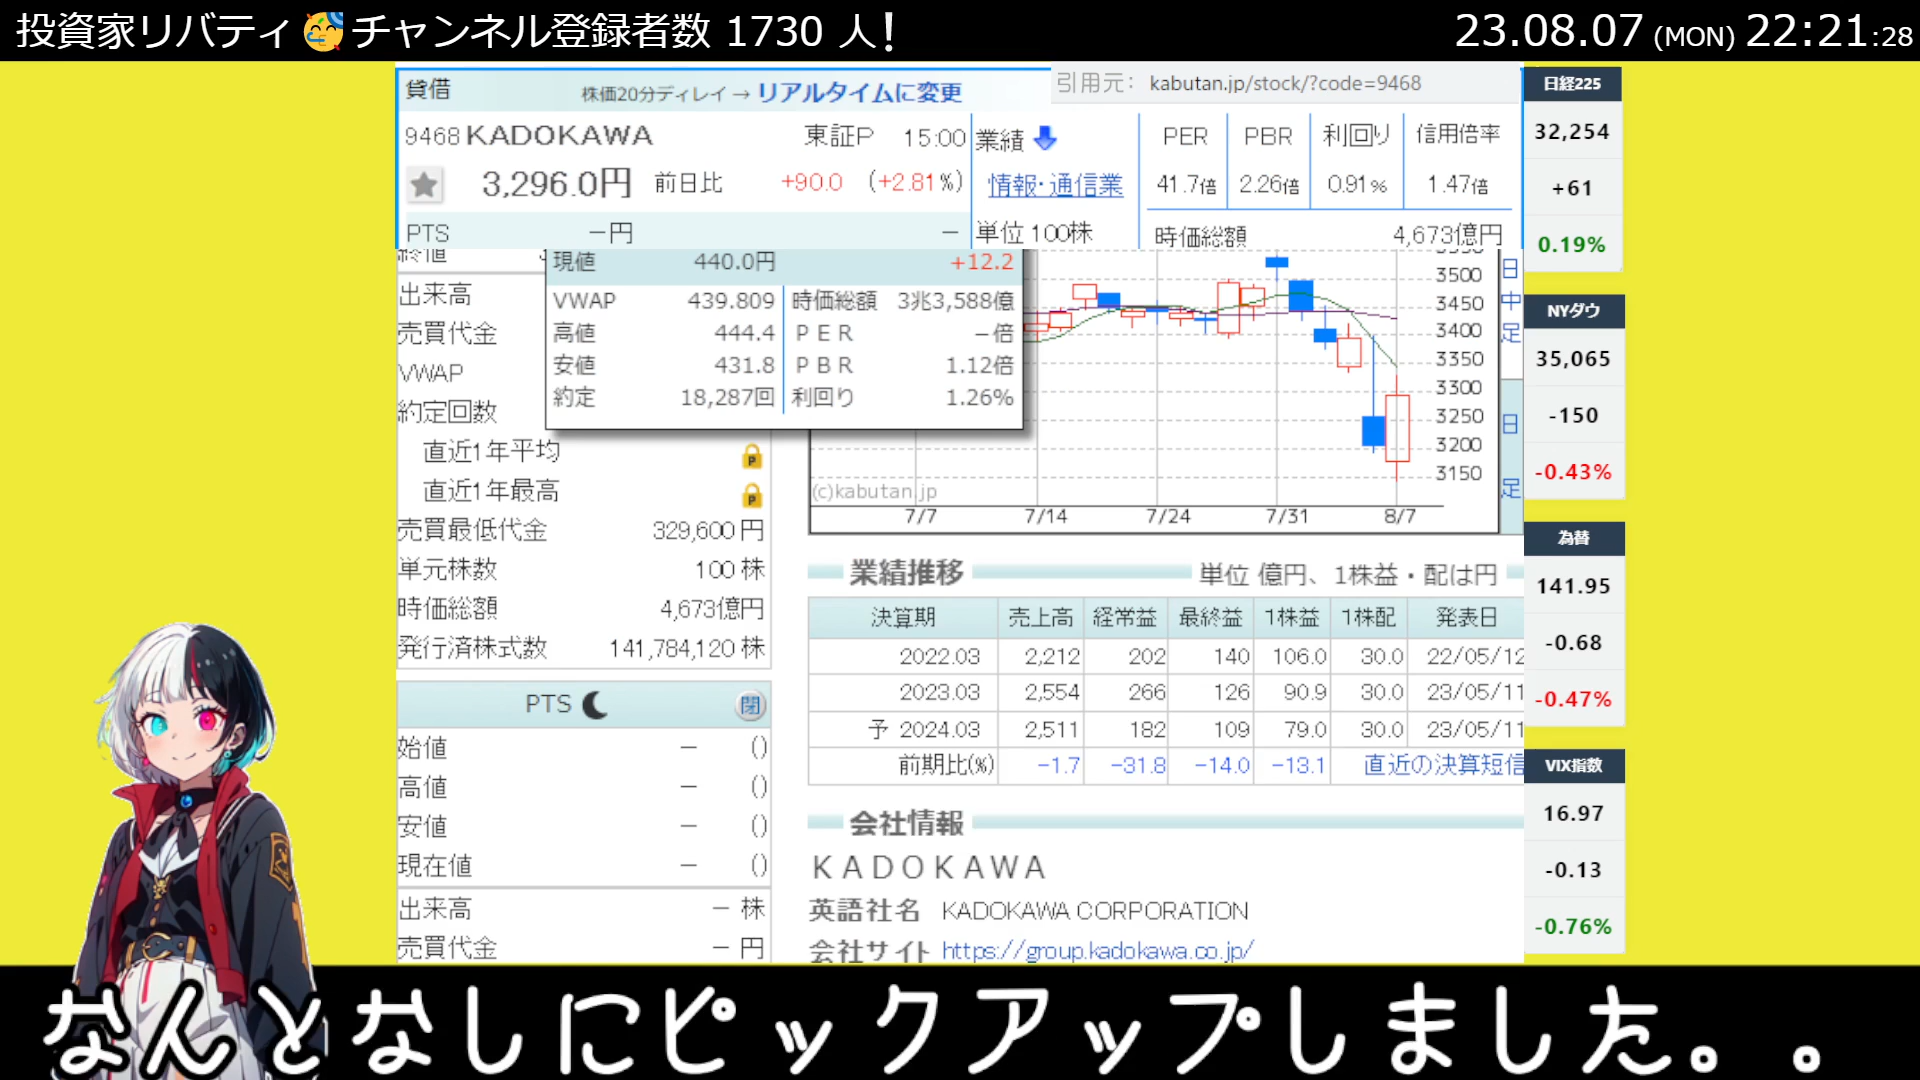 投資家リバティ🥳チャンネル登録者数 1730 人!
23.08.07 (MON) 22:21:28
貸借
株価20分ディレイ → リアルタイムに変更
引用元: kabutan.jp/stock/?code=9468
9468 KADOKAWA 東証P 15:00
3,296.0円 前日比 +90.0 (+2.81%)
PTS －円 －
業績
情報・通信業
単位 100株
PER PBR 利回り 信用倍率
41.7倍 2.26倍 0.91% 1.47倍
時価総額 4,673億円
終値
出来高
売買代金
VWAP
約定回数
直近1年平均
直近1年最高
売買最低代金 329,600 円
単元株数 100 株
時価総額 4,673億円
発行済株式数 141,784,120 株
現値 440.0円 +12.2
VWAP 439.809 時価総額 3兆3,588億
高値 444.4 PER －倍
安値 431.8 PBR 1.12倍
約定 18,287回 利回り 1.26%
3500
3450
3400
3350
3300
3250
3200
3150
(c)kabutan.jp
7/7 7/14 7/24 7/31 8/7
日
中
足
日
足
PTS 閉
始値 － ()
高値 － ()
安値 － ()
現在値 － ()
出来高 － 株
売買代金 － 円
業績推移 単位 億円、1株益・配は円
決算期 売上高 経常益 最終益 1株益 1株配 発表日
2022.03 2,212 202 140 106.0 30.0 22/05/12
2023.03 2,554 266 126 90.9 30.0 23/05/11
予 2024.03 2,511 182 109 79.0 30.0 23/05/11
前期比(%) -1.7 -31.8 -14.0 -13.1 直近の決算短信
会社情報
KADOKAWA
英語社名 KADOKAWA CORPORATION
会社サイト https://group.kadokawa.co.jp/
日経225
32,254
+61
0.19%
NYダウ
35,065
-150
-0.43%
為替
141.95
-0.68
-0.47%
VIX指数
16.97
-0.13
-0.76%
なんとなしにピックアップしました。。